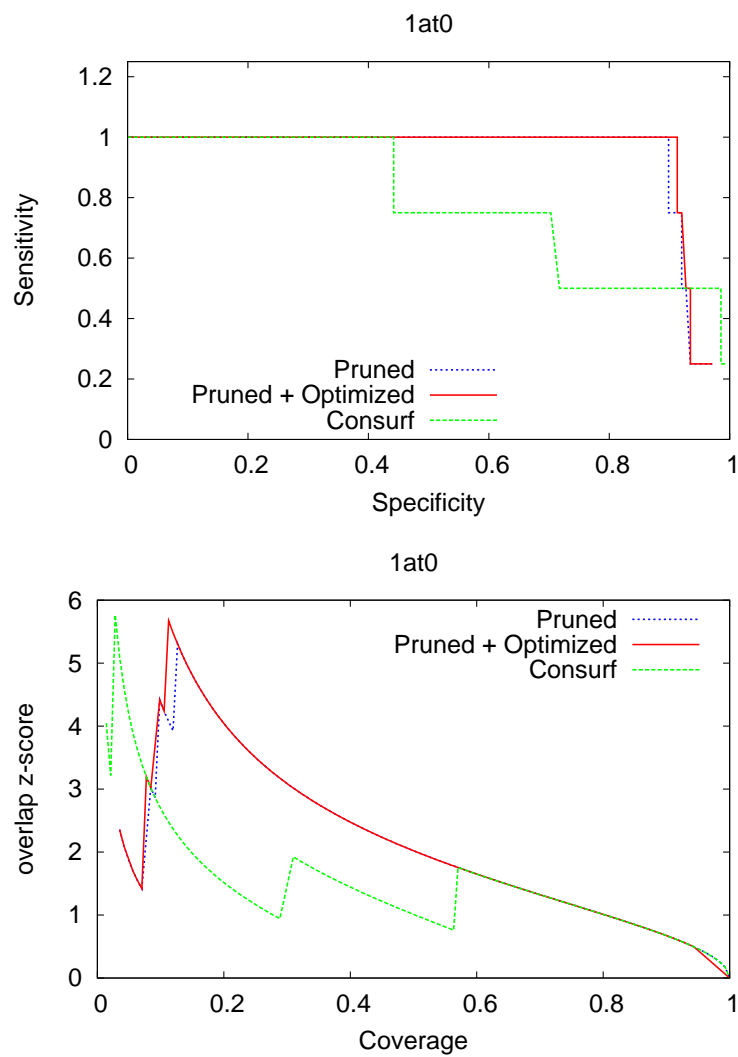 1at0
1.2
1
0.8
0.6
0.4
0.2
0
Sensitivity
Pruned
Pruned + Optimized
Consurf
0 0.2 0.4 0.6 0.8 1
Specificity
1at0
6
5
4
3
2
1
0
overlap z-score
Pruned
Pruned + Optimized
Consurf
0 0.2 0.4 0.6 0.8 1
Coverage